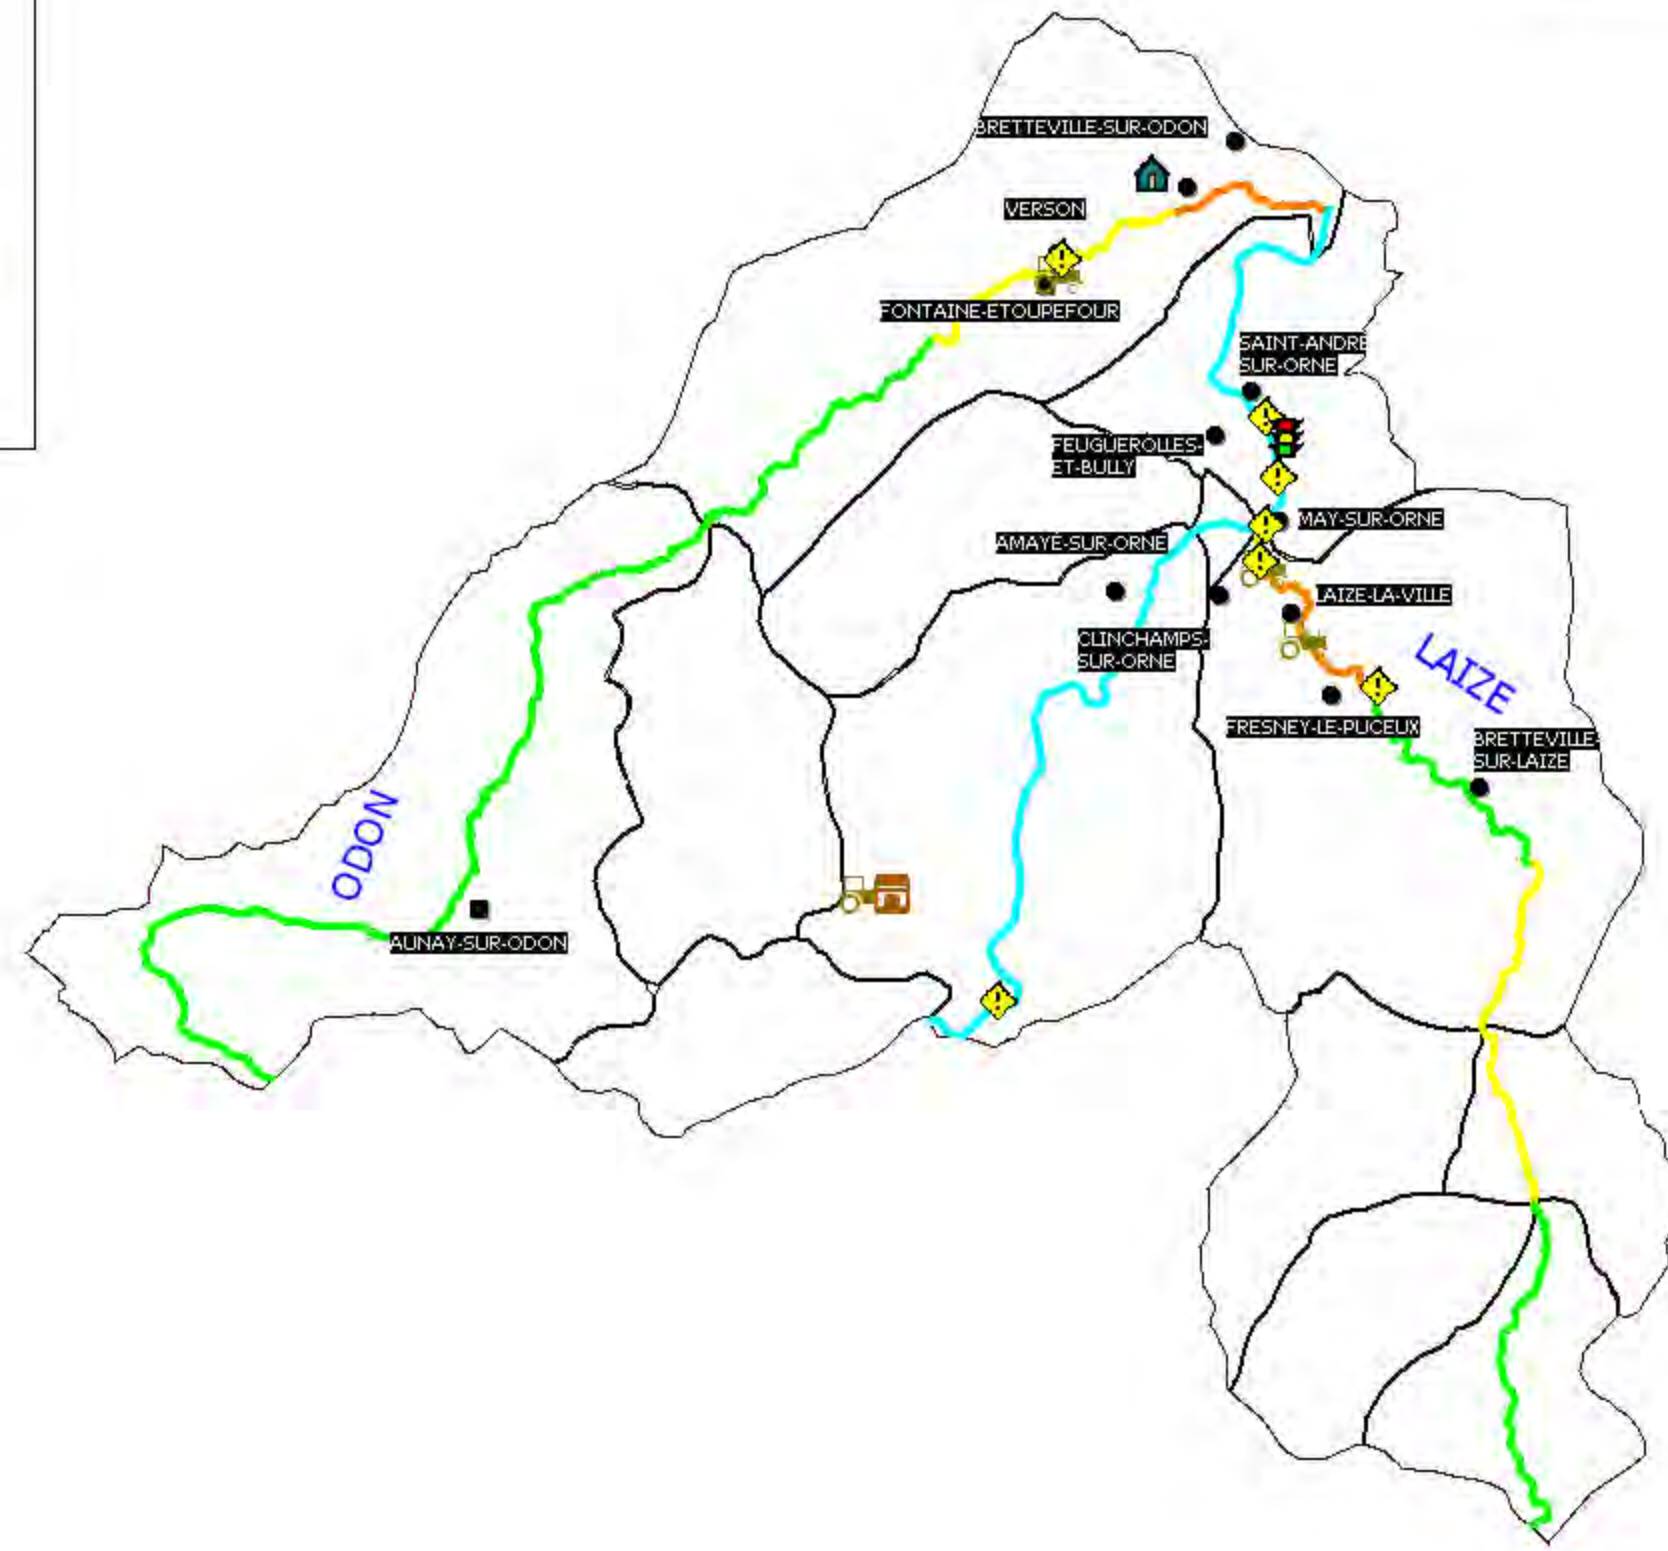 BRETTEVILLE-SUR-ODON
VERSON
FONTAINE-ETOUPEFOUR
SAINT-ANDRE
SUR-ORNE
FEUGUEROLLES-
ET-BULLY
MAY-SUR-ORNE
AMAYÉ-SUR-ORNE
LAIZE-LA-VILLE
CLINCHAMPS-
SUR-ORNE
LAIZE
FRESNEY-LE-PUCEUX
BRETTEVILLE-
SUR-LAIZE
ODON
AUNAY-SUR-ODON